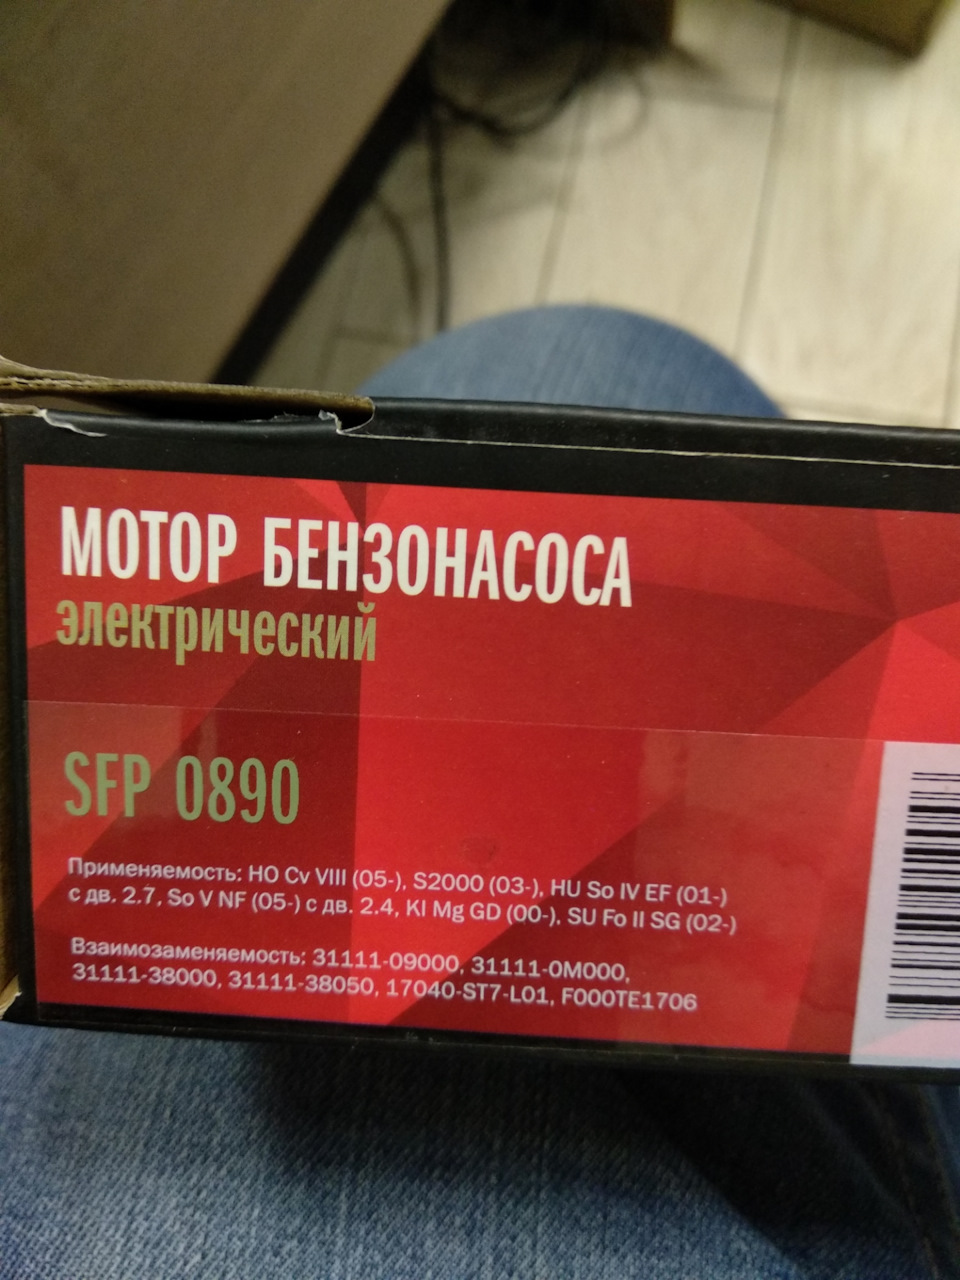 МОТОР БЕНЗОНАСОСА
электрический
SFP 0890
Применяемость: HO Cv VIII (05-), S2000 (03-), HU So IV EF (01-)
с дв. 2.7, So V NF (05-) с дв. 2.4, KI Mg GD (00-), SU Fo II SG (02-)
Взаимозаменяемость: 31111-09000, 31111-0M000,
31111-38000, 31111-38050, 17040-ST7-L01, F000TE1706